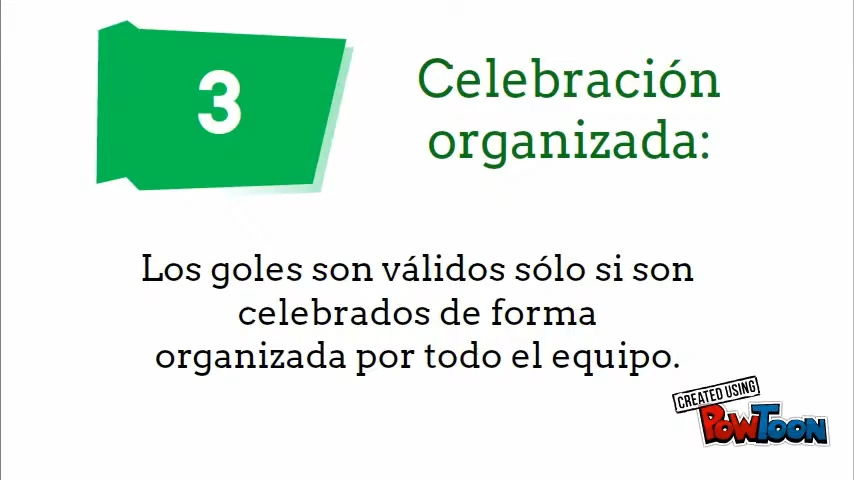 3
Celebración
organizada:
Los goles son válidos sólo si son
celebrados de forma
organizada por todo el equipo.
CREATED USING
POWTOON